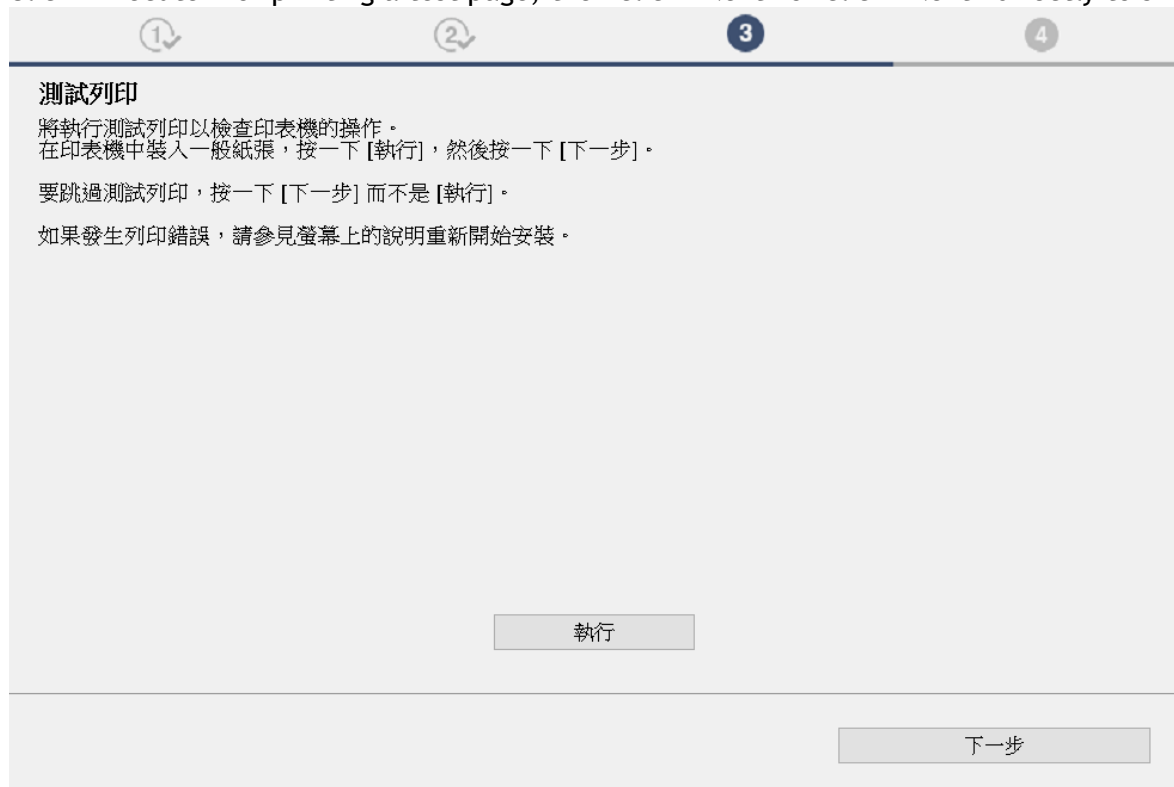 1 2 3 4
測試列印
將執行測試列印以檢查印表機的操作。
在印表機中裝入一般紙張，按一下 [執行]，然後按一下 [下一步]。
要跳過測試列印，按一下 [下一步] 而不是 [執行]。
如果發生列印錯誤，請參見螢幕上的說明重新開始安裝。
執行
下一步